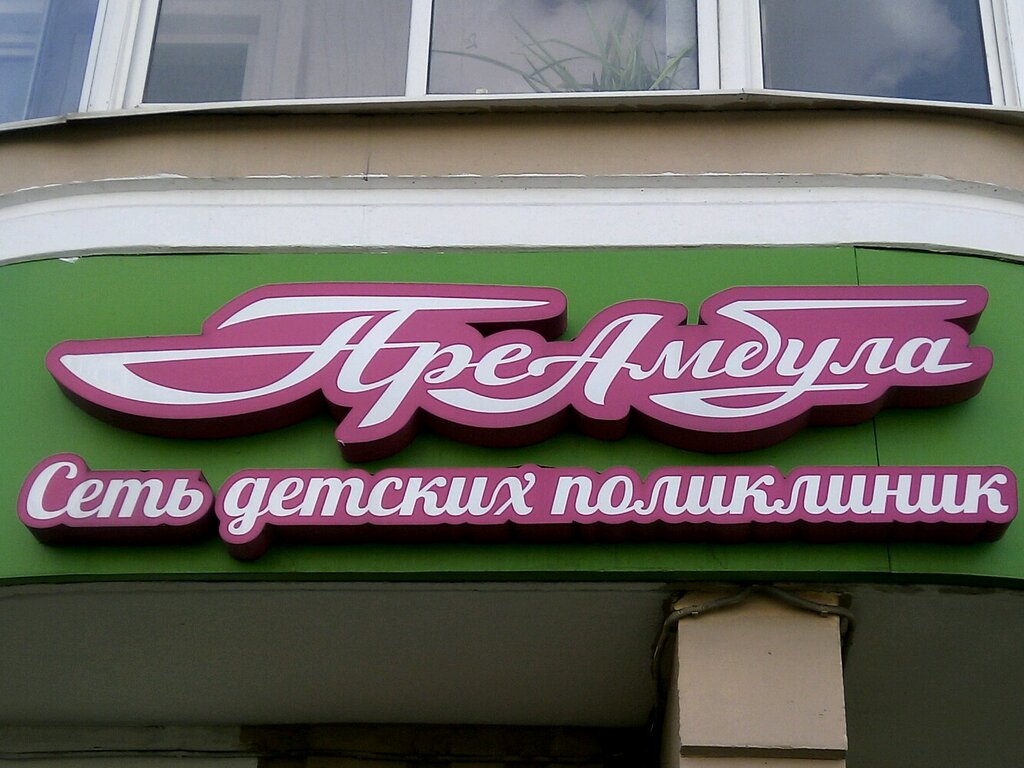 ПреАмбула
Сеть детских поликлиник